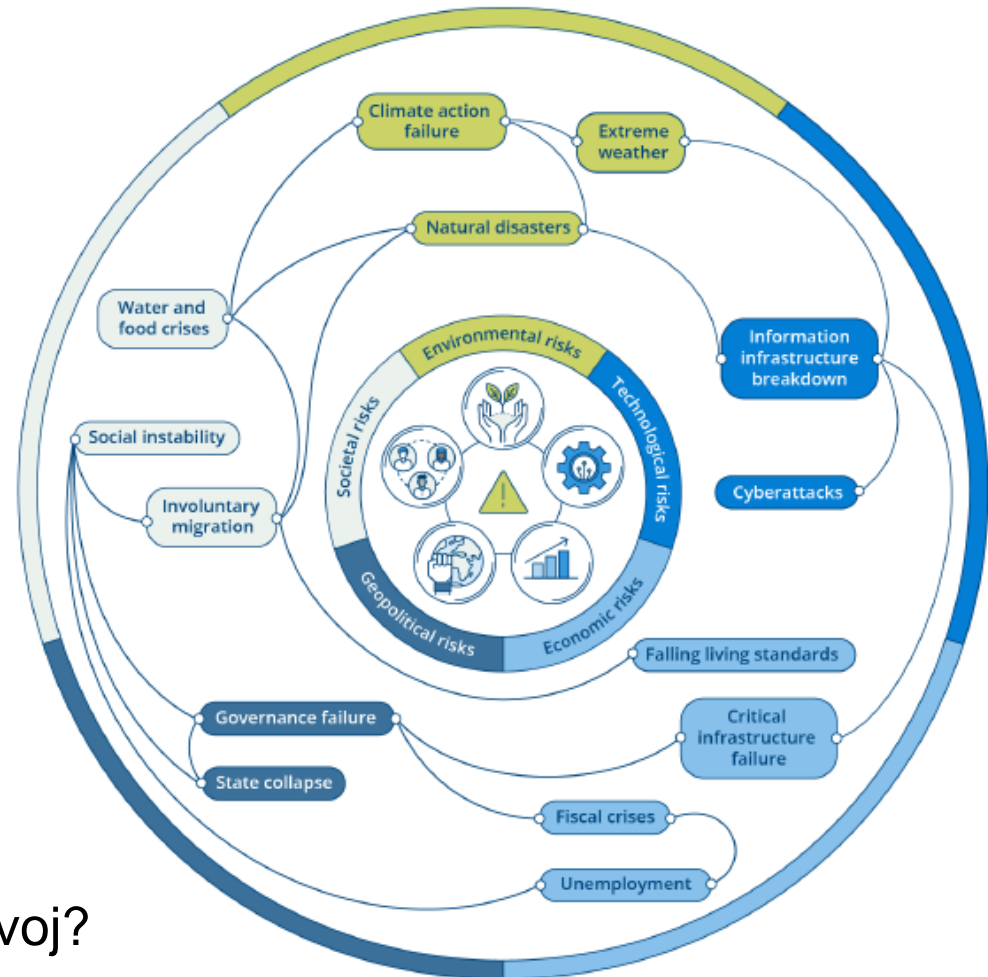 Climate action
failure
Extreme
weather
Natural disasters
Water and
food crises
Information
infrastructure
breakdown
Environmental risks
Technological risks
Societal risks
Social instability
Involuntary
migration
Cyberattacks
Geopolitical risks
Economic risks
Falling living standards
Governance failure
Critical
infrastructure
failure
State collapse
Fiscal crises
Unemployment
voj?